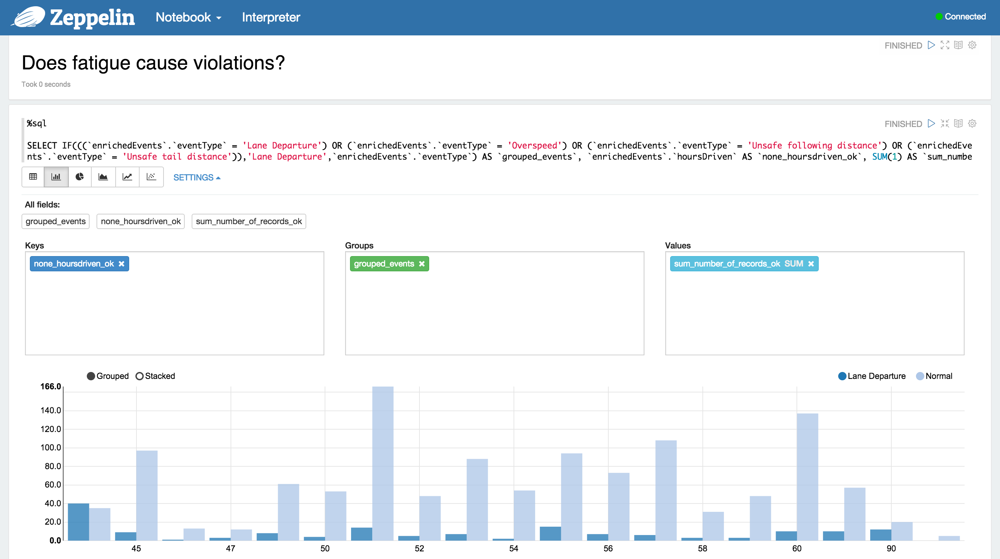 Zeppelin Notebook Interpreter Connected
FINISHED
Does fatigue cause violations?
Took 0 seconds
%sql
FINISHED
SELECT IF(((`enrichedEvents`.`eventType` = 'Lane Departure') OR (`enrichedEvents`.`eventType` = 'Overspeed') OR (`enrichedEvents`.`eventType` = 'Unsafe following distance') OR (`enrichedEve
nts`.`eventType` = 'Unsafe tail distance')),'Lane Departure',`enrichedEvents`.`eventType`) AS `grouped_events`, `enrichedEvents`.`hoursDriven` AS `none_hoursdriven_ok`, SUM(1) AS `sum_numbe
SETTINGS
All fields:
grouped_events none_hoursdriven_ok sum_number_of_records_ok
Keys Groups Values
none_hoursdriven_ok grouped_events sum_number_of_records_ok SUM
Grouped Stacked Lane Departure Normal
166.0
140.0
120.0
100.0
80.0
60.0
40.0
20.0
0.0
45 47 50 52 54 56 58 60 90